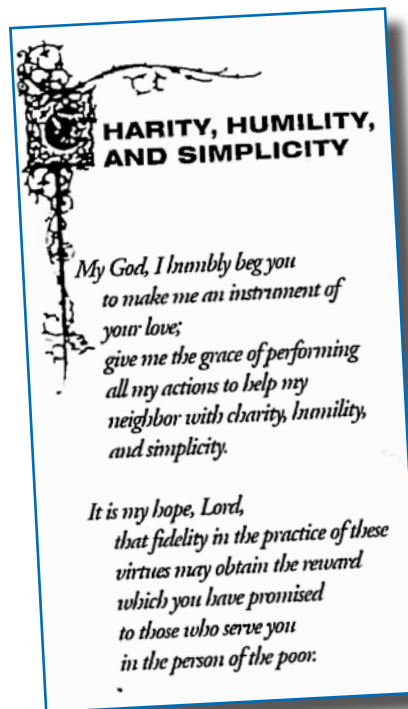 CHARITY, HUMILITY,
AND SIMPLICITY
My God, I humbly beg you
to make me an instrument of
your love;
give me the grace of performing
all my actions to help my
neighbor with charity, humility,
and simplicity.
It is my hope, Lord,
that fidelity in the practice of these
virtues may obtain the reward
which you have promised
to those who serve you
in the person of the poor.